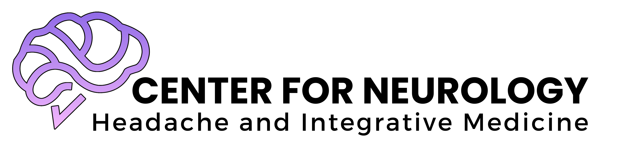 CENTER FOR NEUROLOGY
Headache and Integrative Medicine